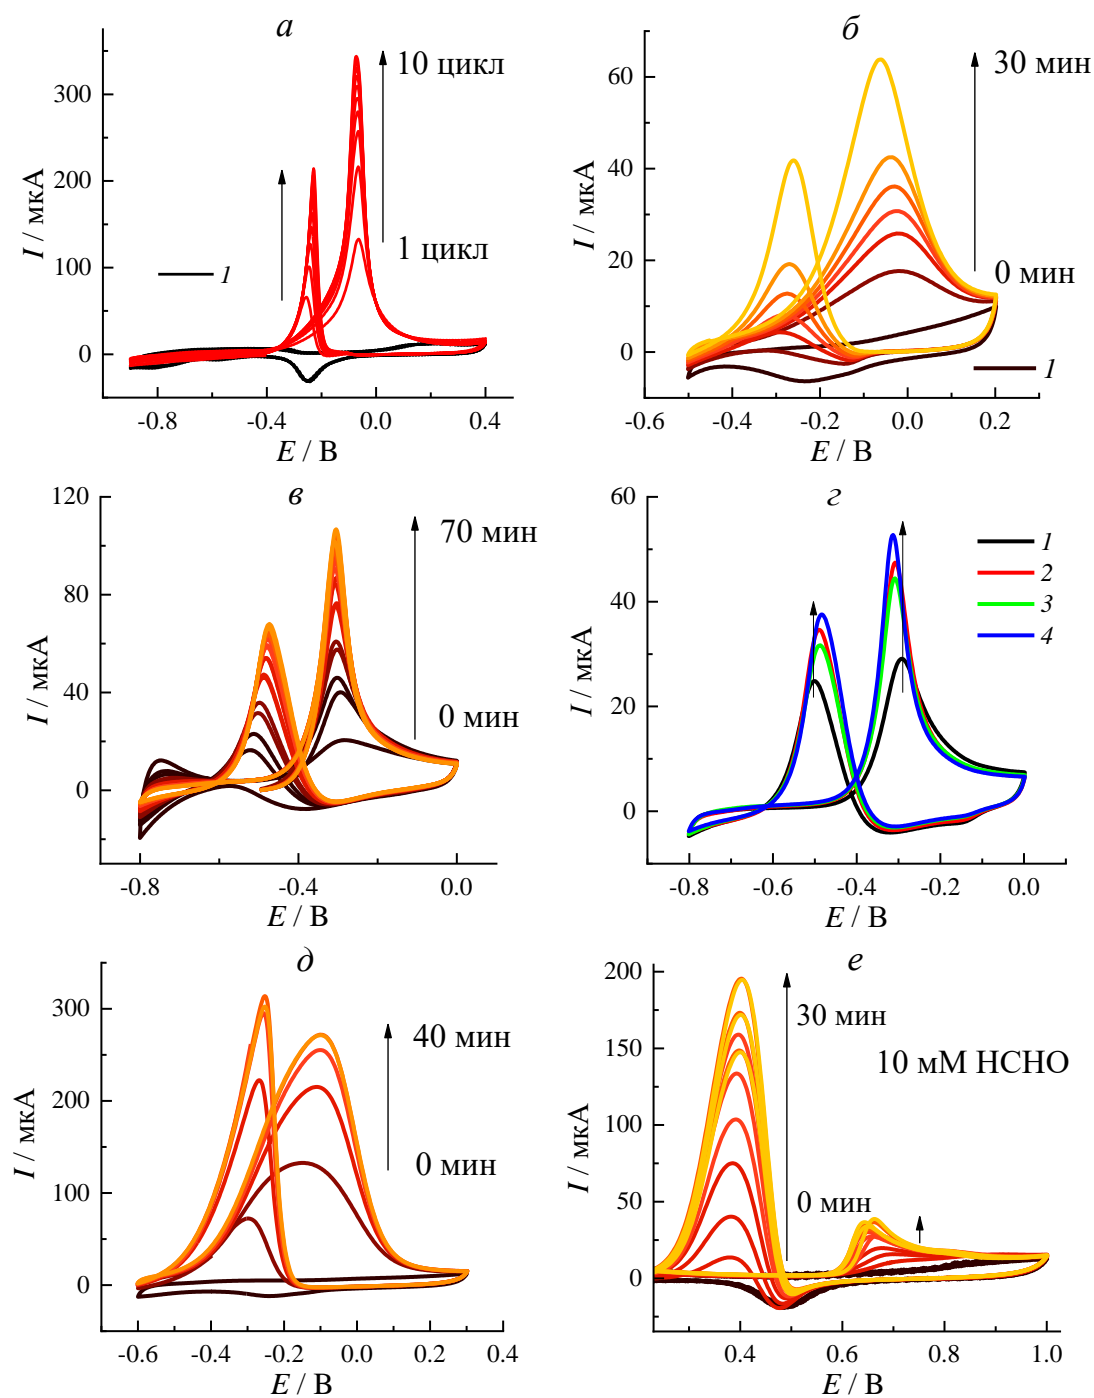 а
10 цикл
1 цикл
1
300
200
100
0
-0.8
-0.4
0.0
0.4
I / мкА
E / В
б
30 мин
0 мин
1
60
40
20
0
-0.6
-0.4
-0.2
0.0
0.2
I / мкА
E / В
в
70 мин
0 мин
120
80
40
0
-0.8
-0.4
0.0
I / мкА
E / В
г
1
2
3
4
60
40
20
0
-0.8
-0.6
-0.4
-0.2
0.0
I / мкА
E / В
д
40 мин
0 мин
300
200
100
0
-0.6
-0.4
-0.2
0.0
0.2
I / мкА
E / В
е
30 мин
10 мМ HCHO
0 мин
200
150
100
50
0
0.4
0.6
0.8
1.0
I / мкА
E / В